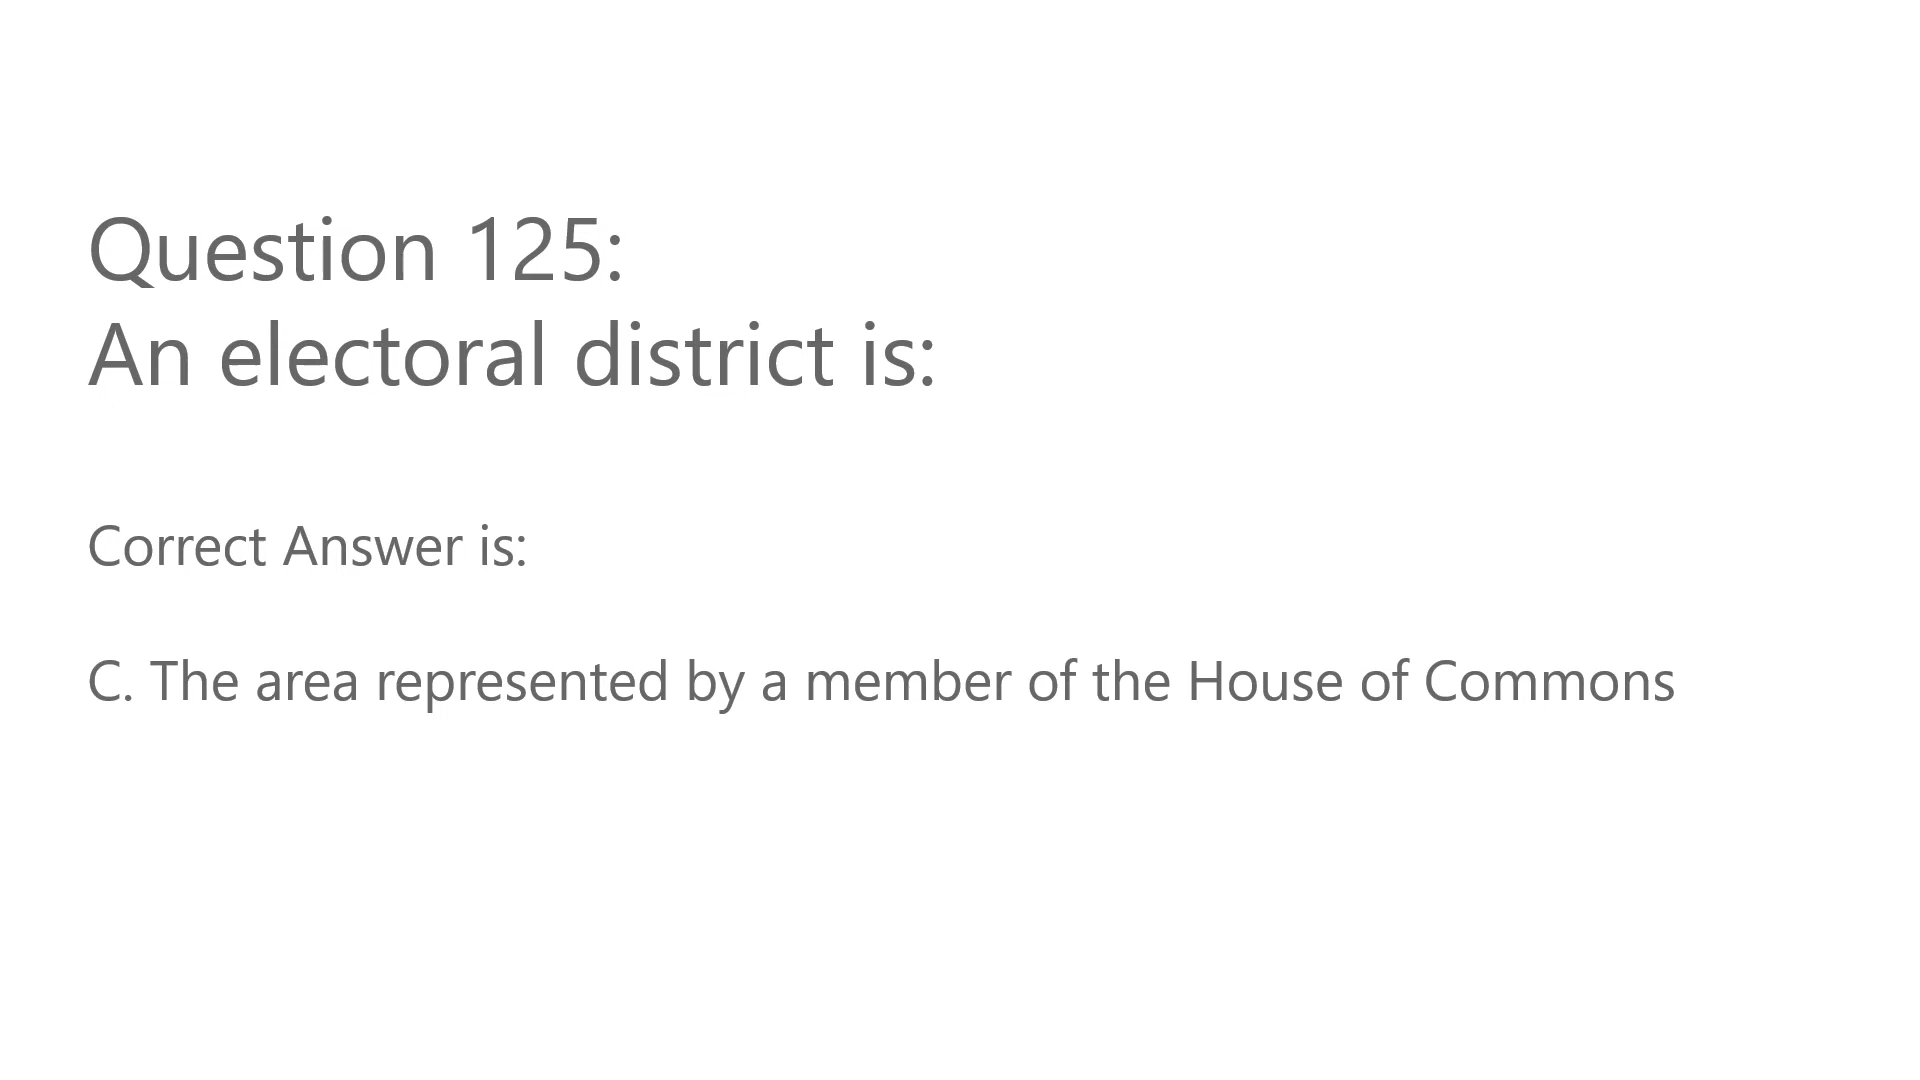 Question 125:
An electoral district is:
Correct Answer is:
C. The area represented by a member of the House of Commons